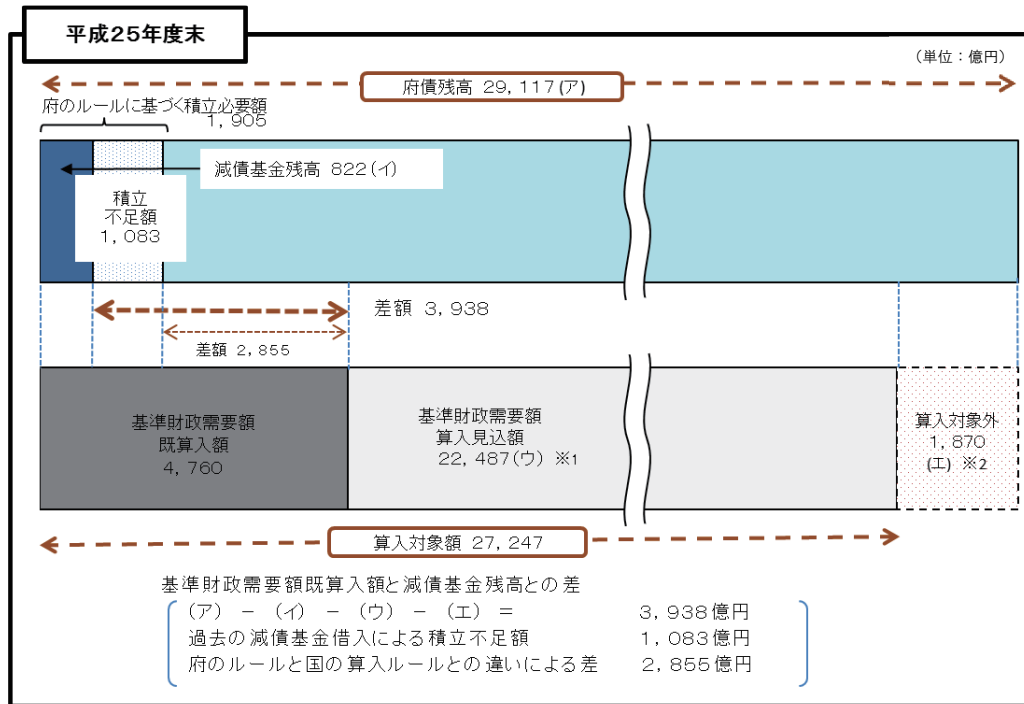 平成25年度末
（単位：億円）
府債残高 29,117(ア)
府のルールに基づく積立必要額
1,905
減債基金残高 822(イ)
積立
不足額
1,083
差額 3,938
差額 2,855
基準財政需要額
既算入額
4,760
基準財政需要額
算入見込額
22,487(ウ) ※1
算入対象外
1,870
(エ) ※2
算入対象額 27,247
基準財政需要額既算入額と減債基金残高との差
(ア) － (イ) － (ウ) － (エ) ＝ 3,938億円
過去の減債基金借入による積立不足額 1,083億円
府のルールと国の算入ルールとの違いによる差 2,855億円